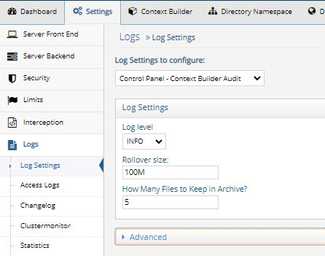 Dashboard Settings Context Builder Directory Namespace
Server Front End
Server Backend
Security
Limits
Interception
Logs
Log Settings
Access Logs
Changelog
Clustermonitor
Statistics
Logs > Log Settings
Log Settings to configure:
Control Panel - Context Builder Audit
Log Settings
Log level
INFO
Rollover size:
100M
How Many Files to Keep in Archive?
5
Advanced